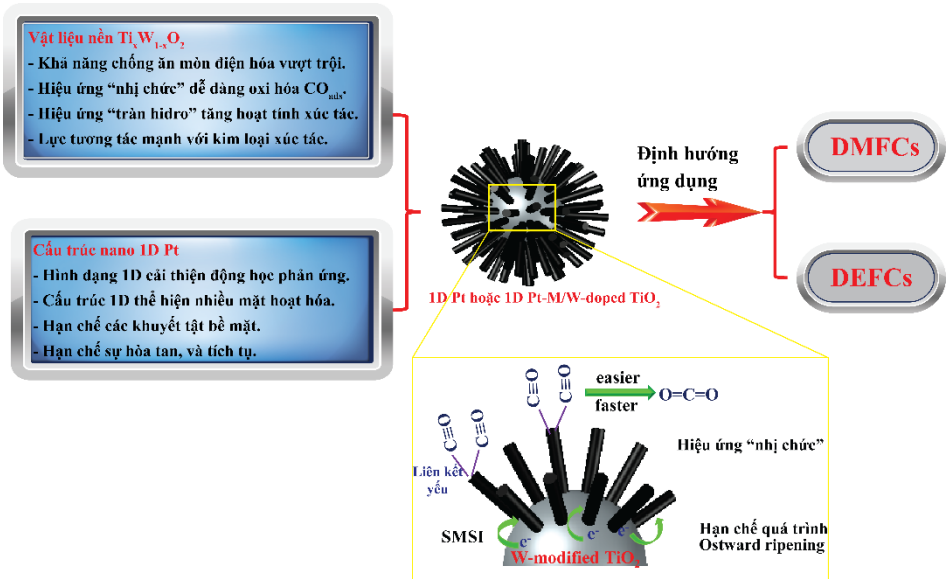 Vật liệu nền TiₓW₁₋ₓO₂
- Khả năng chống ăn mòn điện hóa vượt trội.
- Hiệu ứng “nhị chức” dễ dàng oxi hóa COₐdₛ.
- Hiệu ứng “tràn hidro” tăng hoạt tính xúc tác.
- Lực tương tác mạnh với kim loại xúc tác.
Cấu trúc nano 1D Pt
- Hình dạng 1D cải thiện động học phản ứng.
- Cấu trúc 1D thể hiện nhiều mặt hoạt hóa.
- Hạn chế các khuyết tật bề mặt.
- Hạn chế sự hòa tan, và tích tụ.
1D Pt hoặc 1D Pt-M/W-doped TiO₂
Định hướng
ứng dụng
DMFCs
DEFCs
C≡O
C≡O
C≡O
C≡O
easier
faster
O=C=O
Hiệu ứng “nhị chức”
Liên kết
yếu
SMSI
e⁻
e⁻
e⁻
W-modified TiO₂
Hạn chế quá trình
Ostward ripening